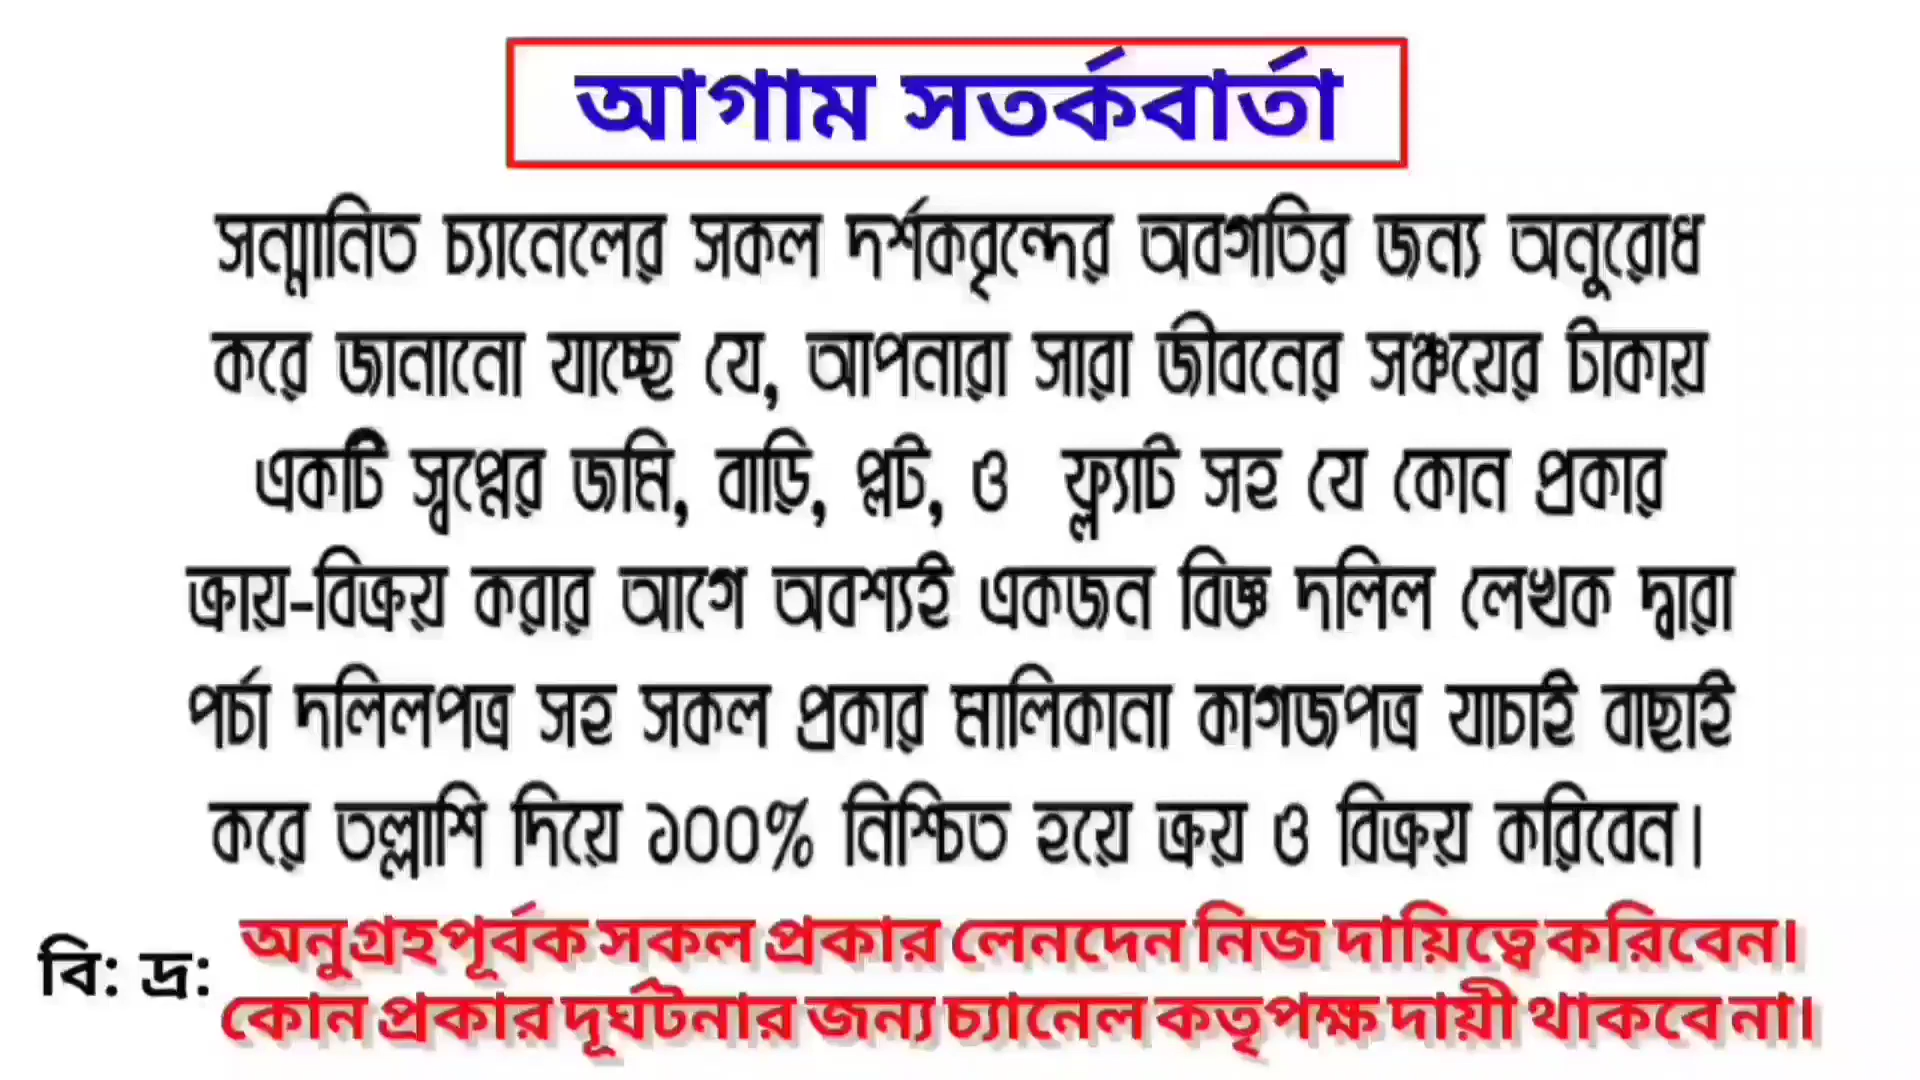 আগাম সতর্কবার্তা
সন্মানিত চ্যানেলের সকল দর্শকবৃন্দের অবগতির জন্য অনুরোধ
করে জানানো যাচ্ছে যে, আপনারা সারা জীবনের সঞ্চয়ের টাকায়
একটি স্বপ্নের জমি, বাড়ি, প্লট, ও ফ্ল্যাট সহ যে কোন প্রকার
ক্রায়-বিক্রয় করার আগে অবশ্যই একজন বিজ্ঞ দলিল লেখক দ্বারা
পর্চা দলিলপত্র সহ সকল প্রকার মালিকানা কাগজপত্র যাচাই বাছাই
করে তল্লাশি দিয়ে ১০০% নিশ্চিত হয়ে ক্রয় ও বিক্রয় করিবেন।
বি: দ্র: অনুগ্রহপূর্বক সকল প্রকার লেনদেন নিজ দায়িত্বে করিবেন।
কোন প্রকার দূর্ঘটনার জন্য চ্যানেল কতৃপক্ষ দায়ী থাকবে না।